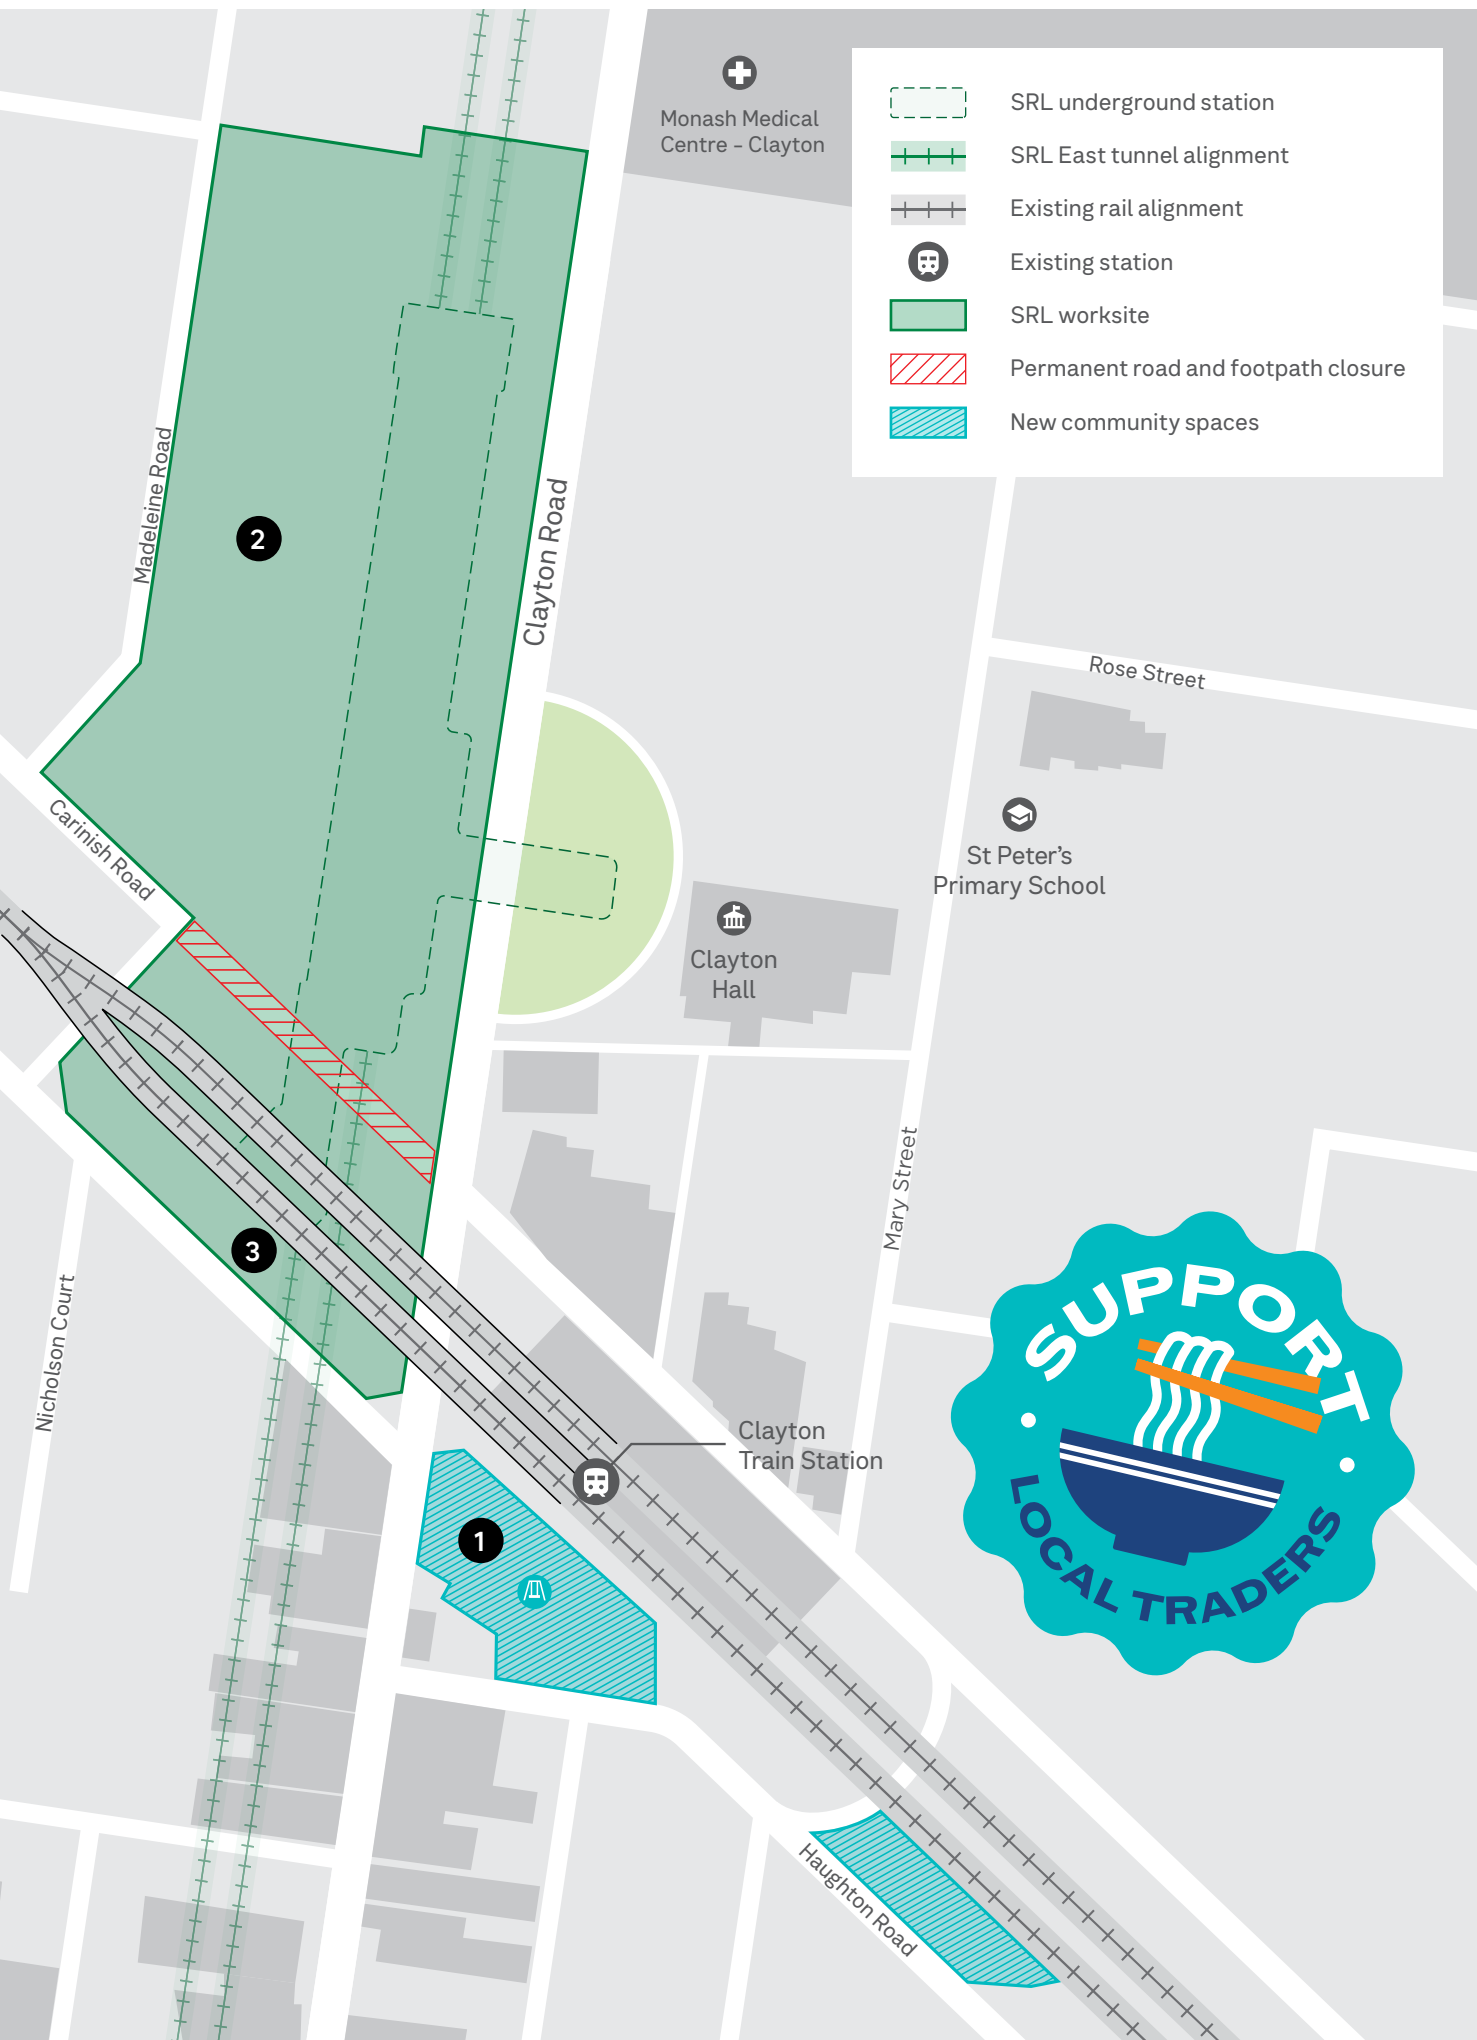 Monash Medical
Centre - Clayton
SRL underground station
SRL East tunnel alignment
Existing rail alignment
Existing station
SRL worksite
Permanent road and footpath closure
New community spaces
Madeleine Road
2
Clayton Road
Rose Street
Carinish Road
St Peter’s
Primary School
Clayton
Hall
Mary Street
3
Nicholson Court
SUPPORT
LOCAL TRADERS
Clayton
Train Station
1
Haughton Road